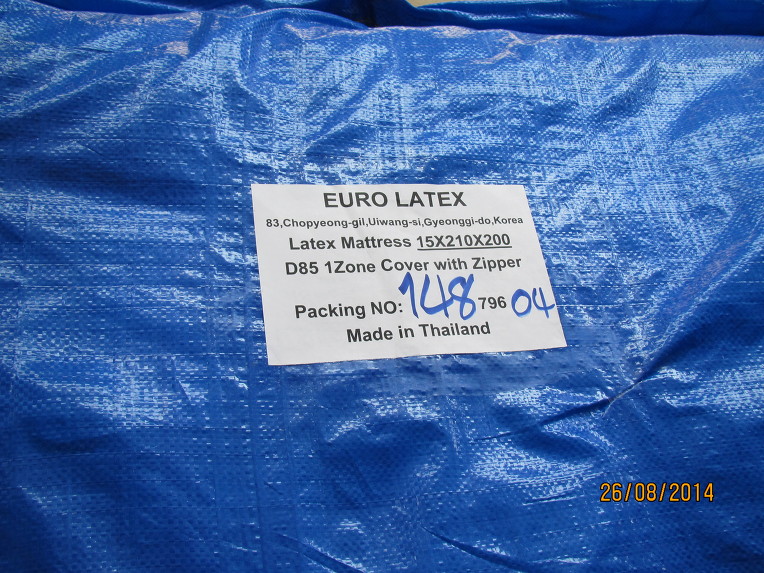 EURO LATEX
83,Chopyeong-gil,Uiwang-si,Gyeonggi-do,Korea
Latex Mattress 15X210X200
D85 1Zone Cover with Zipper
Packing NO: 148 796 04
Made in Thailand
26/08/2014